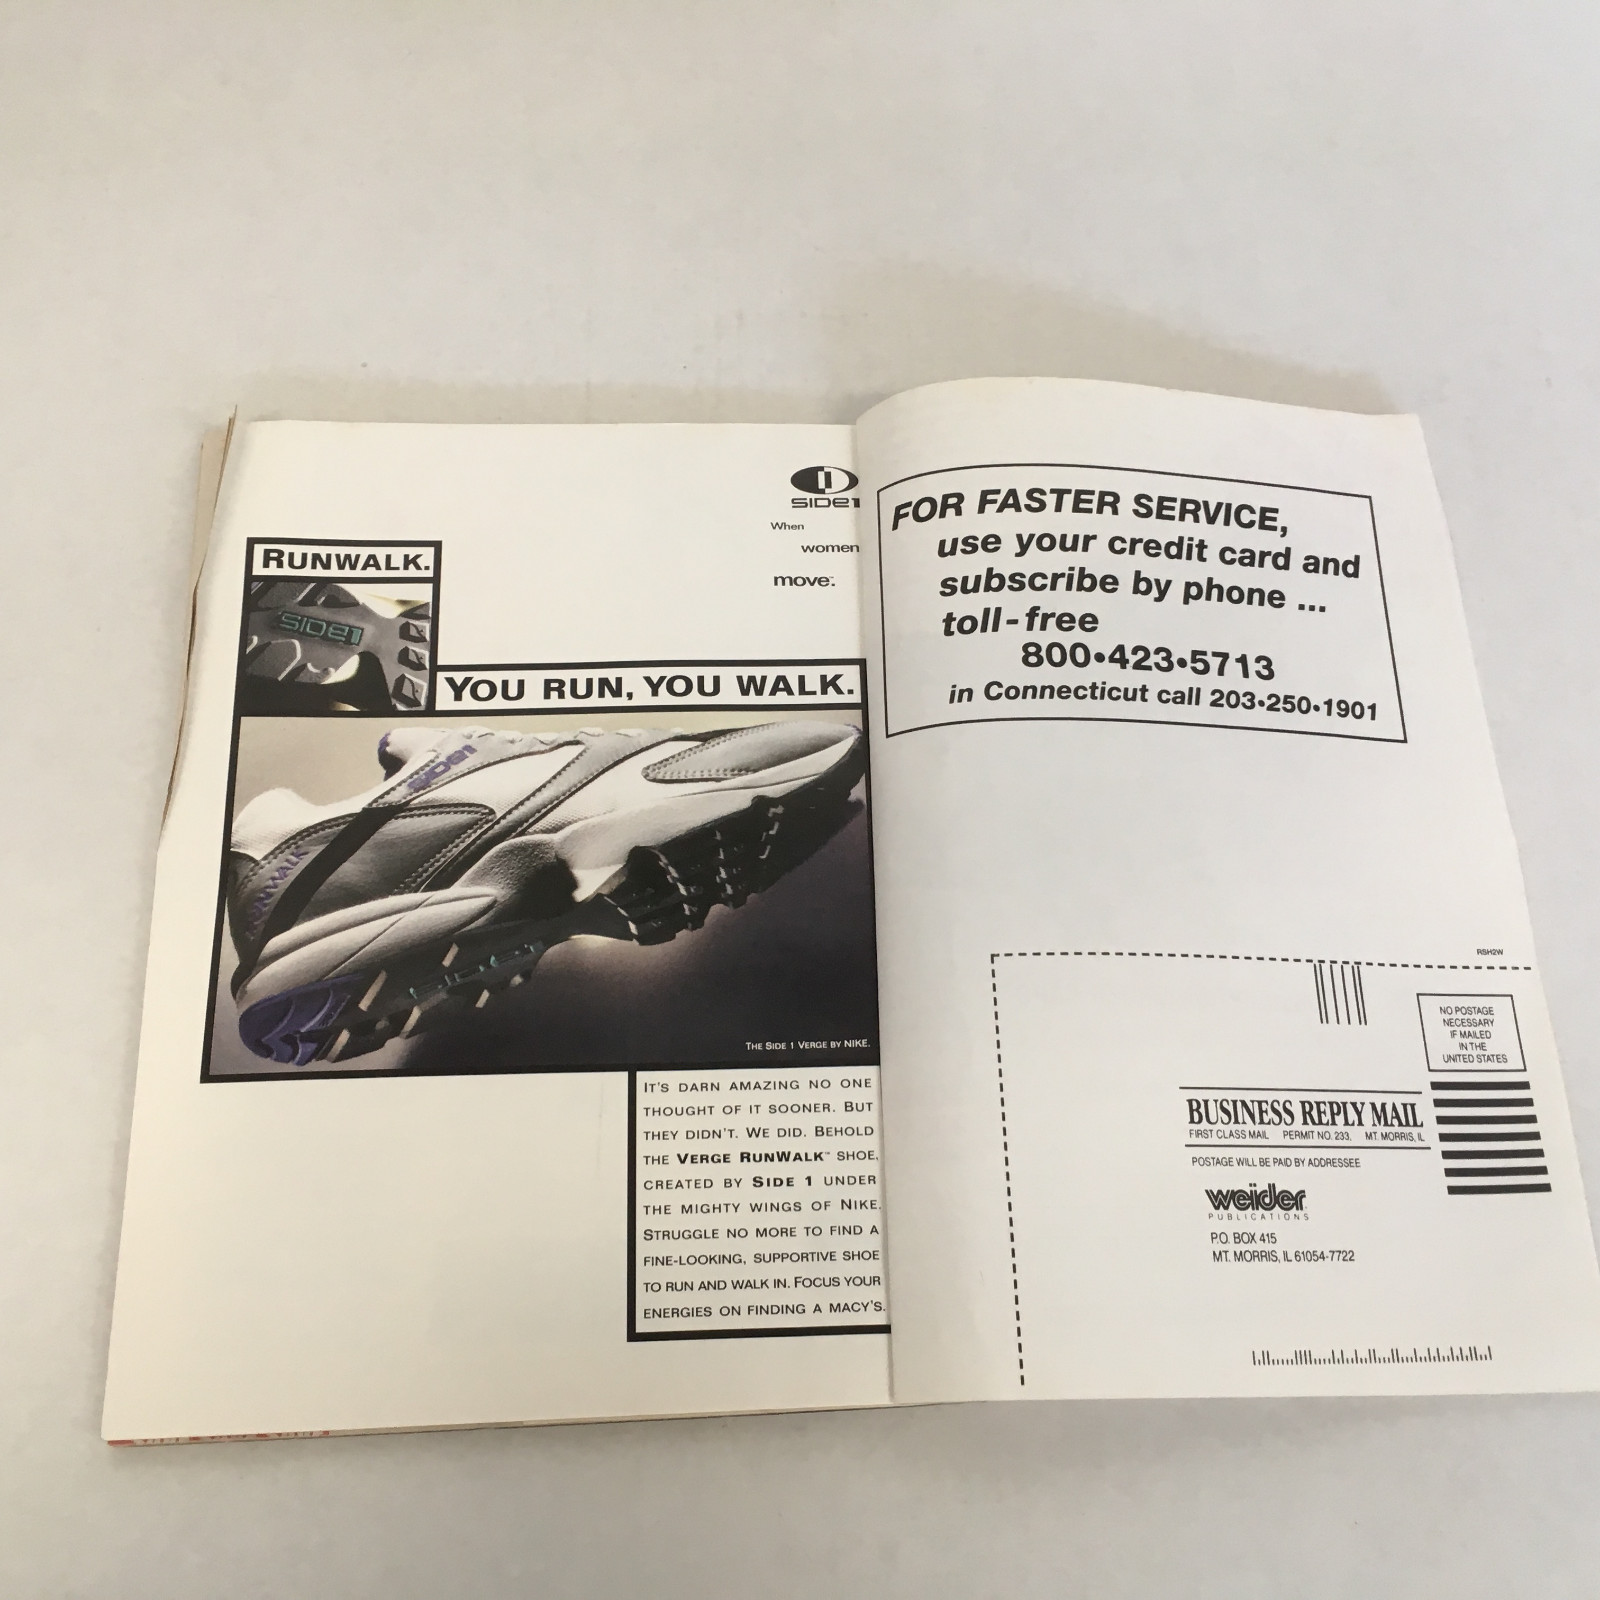 SIDE1
When
women
move.™
RUNWALK.
SIDE1
YOU RUN, YOU WALK.
SIDE1
RUNWALK
SIDE1
THE SIDE 1 VERGE BY NIKE.
IT'S DARN AMAZING NO ONE
THOUGHT OF IT SOONER. BUT
THEY DIDN'T. WE DID. BEHOLD
THE VERGE RUNWALK™ SHOE,
CREATED BY SIDE 1 UNDER
THE MIGHTY WINGS OF NIKE.
STRUGGLE NO MORE TO FIND A
FINE-LOOKING, SUPPORTIVE SHOE
TO RUN AND WALK IN. FOCUS YOUR
ENERGIES ON FINDING A MACY'S.
FOR FASTER SERVICE,
use your credit card and
subscribe by phone ...
toll-free
800•423•5713
in Connecticut call 203•250•1901
RSH2W
NO POSTAGE
NECESSARY
IF MAILED
IN THE
UNITED STATES
BUSINESS REPLY MAIL
FIRST CLASS MAIL PERMIT NO. 233, MT. MORRIS, IL
POSTAGE WILL BE PAID BY ADDRESSEE
weider
PUBLICATIONS
P.O. BOX 415
MT. MORRIS, IL 61054-7722